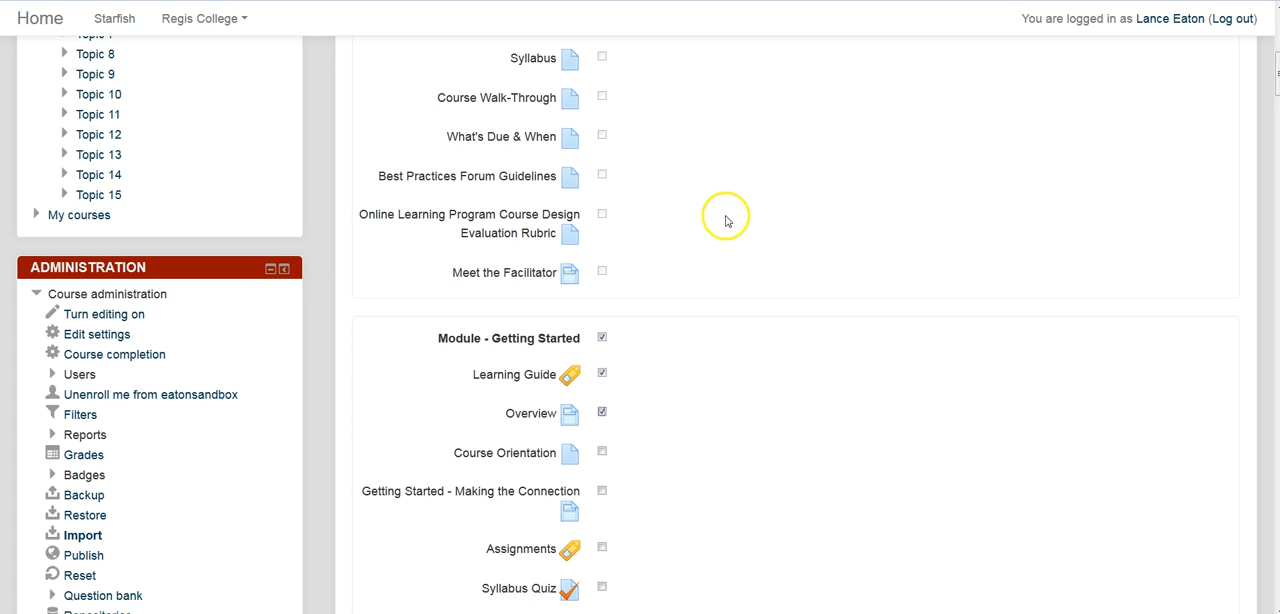 Home Starfish Regis College You are logged in as Lance Eaton (Log out)
Topic 8
Topic 9
Topic 10
Topic 11
Topic 12
Topic 13
Topic 14
Topic 15
My courses
ADMINISTRATION
Course administration
Turn editing on
Edit settings
Course completion
Users
Unenroll me from eatonsandbox
Filters
Reports
Grades
Badges
Backup
Restore
Import
Publish
Reset
Question bank
Syllabus
Course Walk-Through
What's Due & When
Best Practices Forum Guidelines
Online Learning Program Course Design
Evaluation Rubric
Meet the Facilitator
Module - Getting Started
Learning Guide
Overview
Course Orientation
Getting Started - Making the Connection
Assignments
Syllabus Quiz